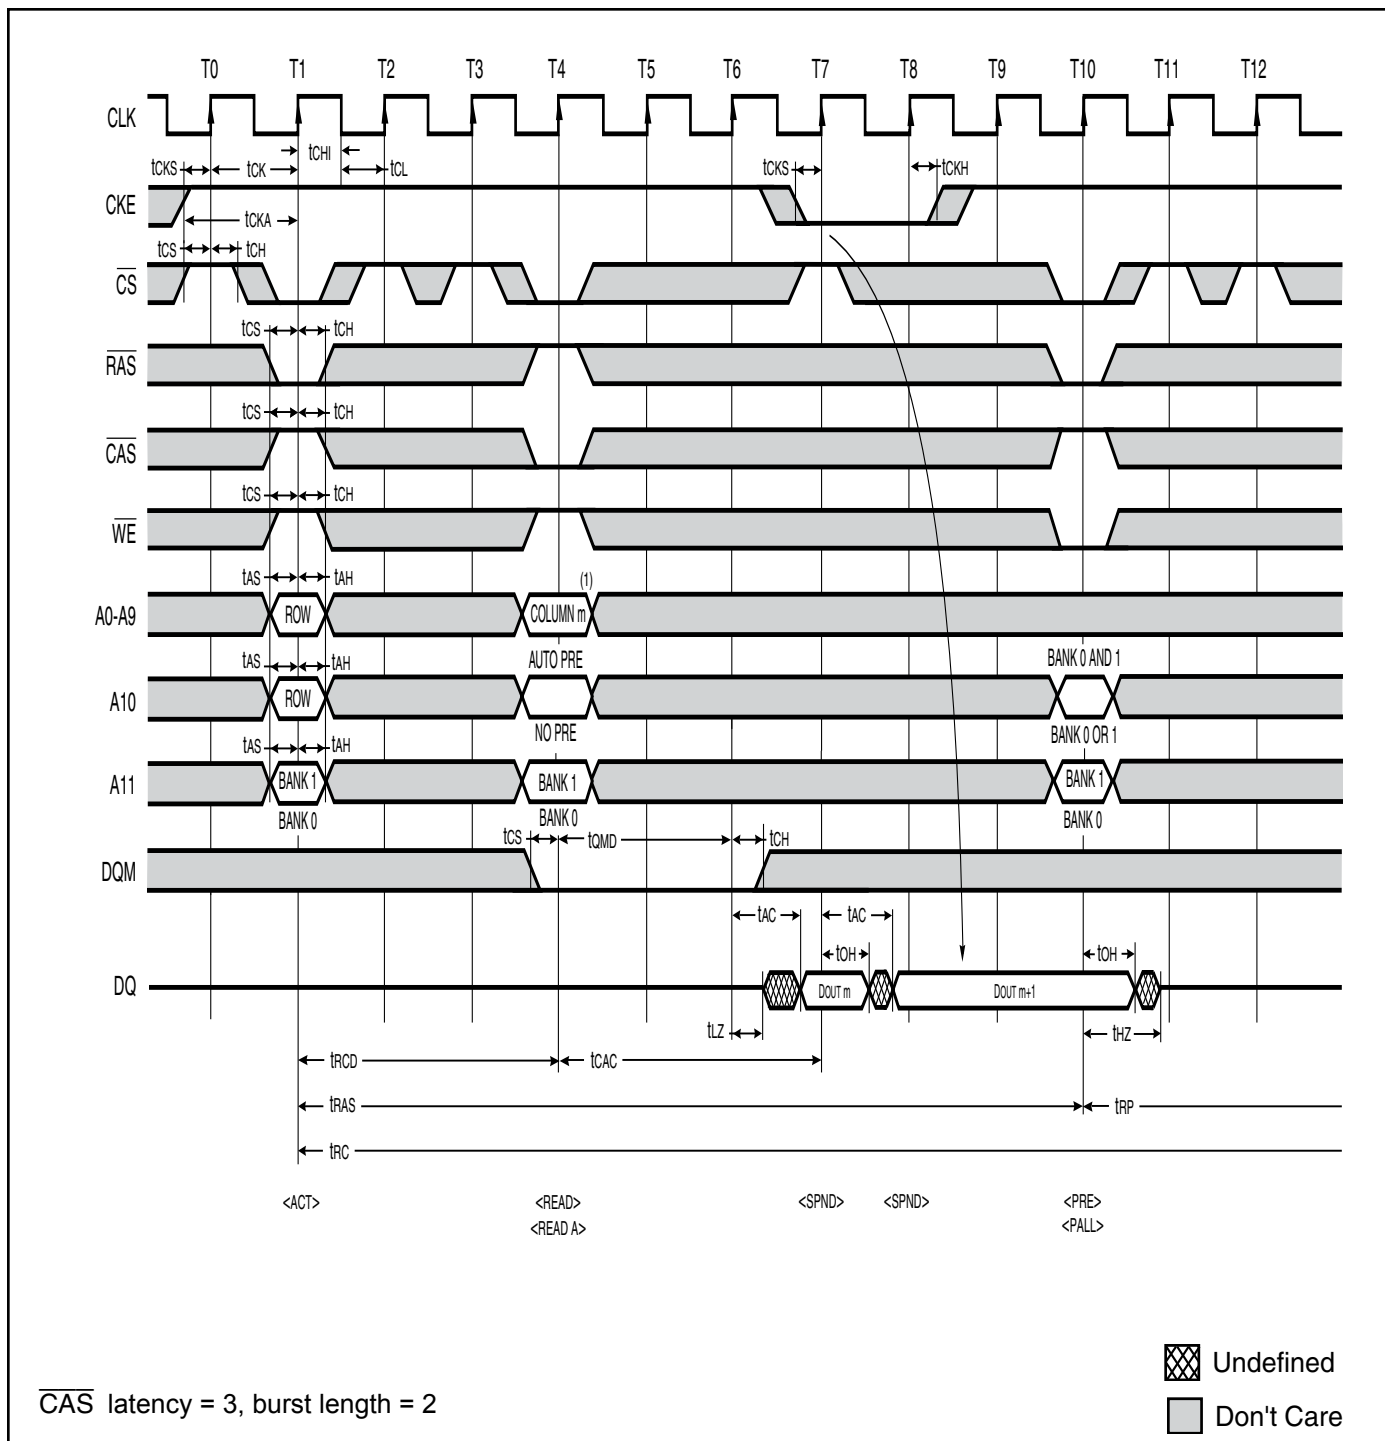 T0 T1 T2 T3 T4 T5 T6 T7 T8 T9 T10 T11 T12
CLK
tCHI
tCKS tCK tCL tCKS tCKH
CKE
tCKA
tCS tCH
CS
tCS tCH
RAS
tCS tCH
CAS
tCS tCH
WE
tAS tAH (1)
A0-A9 ROW COLUMN m
tAS tAH AUTO PRE BANK 0 AND 1
A10 ROW
NO PRE BANK 0 OR 1
tAS tAH
A11 BANK 1 BANK 1 BANK 1
BANK 0 BANK 0 BANK 0
tCS tQMD tCH
DQM
tAC tAC
tOH tOH
DQ DOUT m DOUT m+1
tLZ tHZ
tRCD tCAC
tRAS tRP
tRC
<ACT> <READ> <SPND> <SPND> <PRE>
<READ A> <PALL>
Undefined
CAS latency = 3, burst length = 2
Don't Care